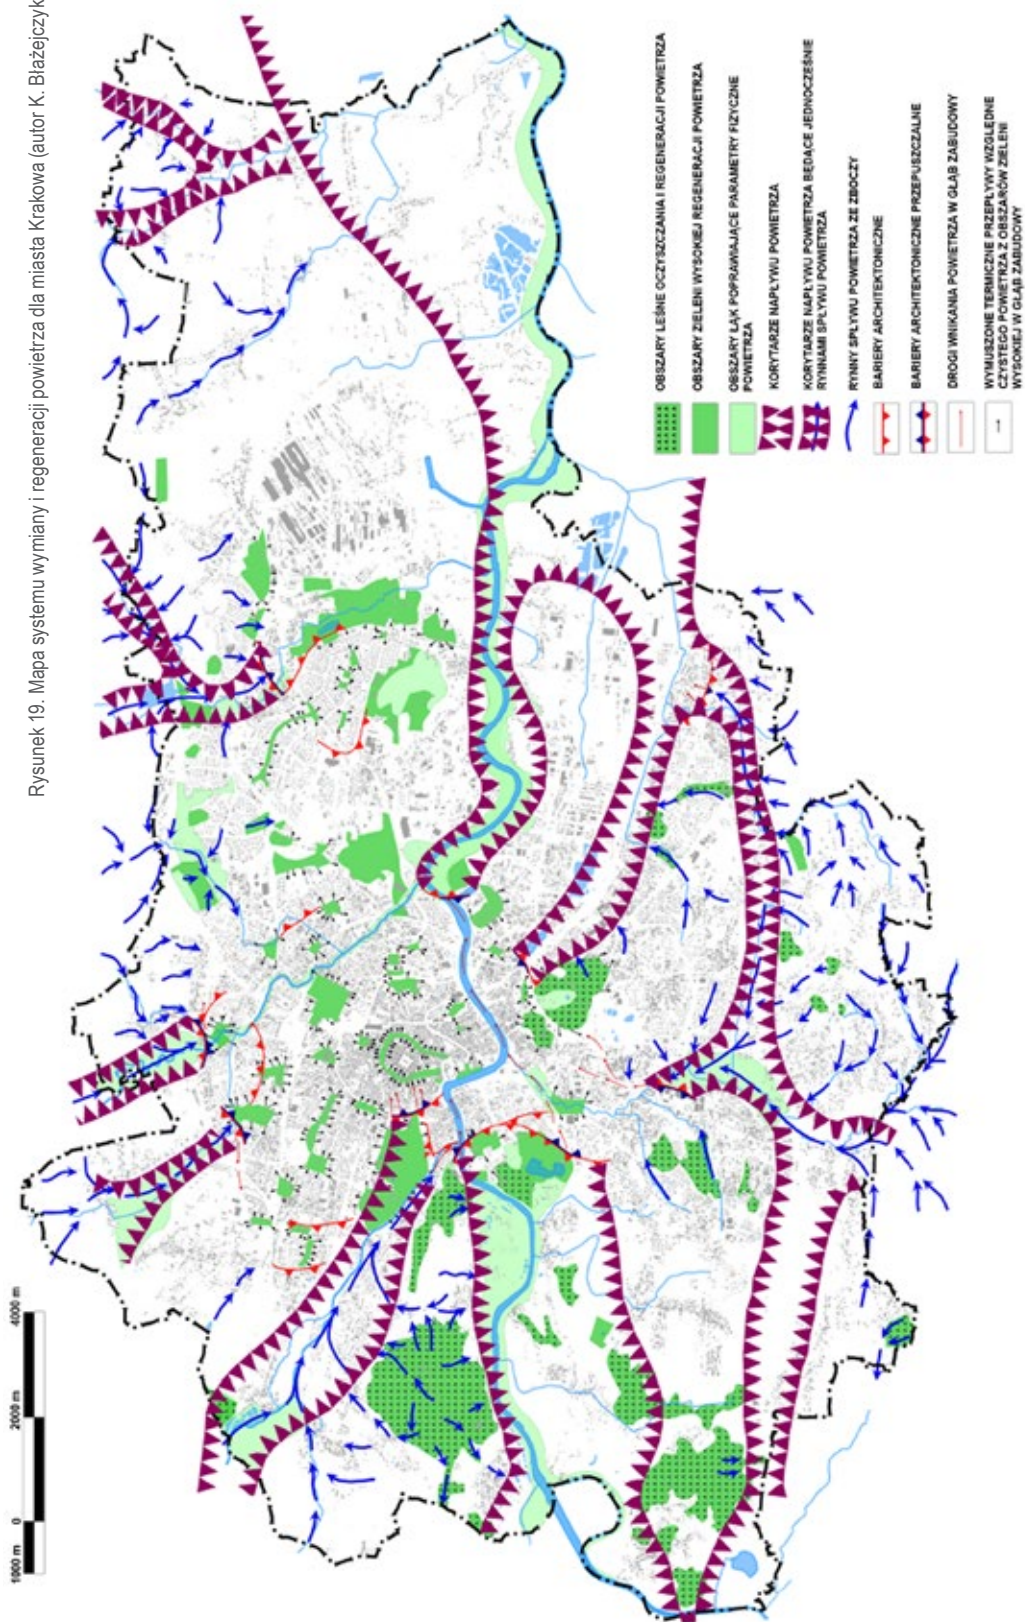 Rysunek 19. Mapa systemu wymiany i regeneracji powietrza dla miasta Krakowa (autor K. Błażejczyk
1000 m 0 2000 m 4000 m
OBSZARY LEŚNE OCZYSZCZANIA I REGENERACJI POWIETRZA
OBSZARY ZIELENI WYSOKIEJ REGENERACJI POWIETRZA
OBSZARY ŁĄK POPRAWIAJĄCE PARAMETRY FIZYCZNE
POWIETRZA
KORYTARZE NAPŁYWU POWIETRZA
KORYTARZE NAPŁYWU POWIETRZA BĘDĄCE JEDNOCZEŚNIE
RYNNAMI SPŁYWU POWIETRZA
RYNNY SPŁYWU POWIETRZA ZE ZBOCZY
BARIERY ARCHITEKTONICZNE
BARIERY ARCHITEKTONICZNE PRZEPUSZCZALNE
DROGI WNIKANIA POWIETRZA W GŁĄB ZABUDOWY
WYMUSZONE TERMICZNE PRZEPŁYWY WZGLĘDNE
CZYSTEGO POWIETRZA Z OBSZARÓW ZIELENI
WYSOKIEJ W GŁĄB ZABUDOWY